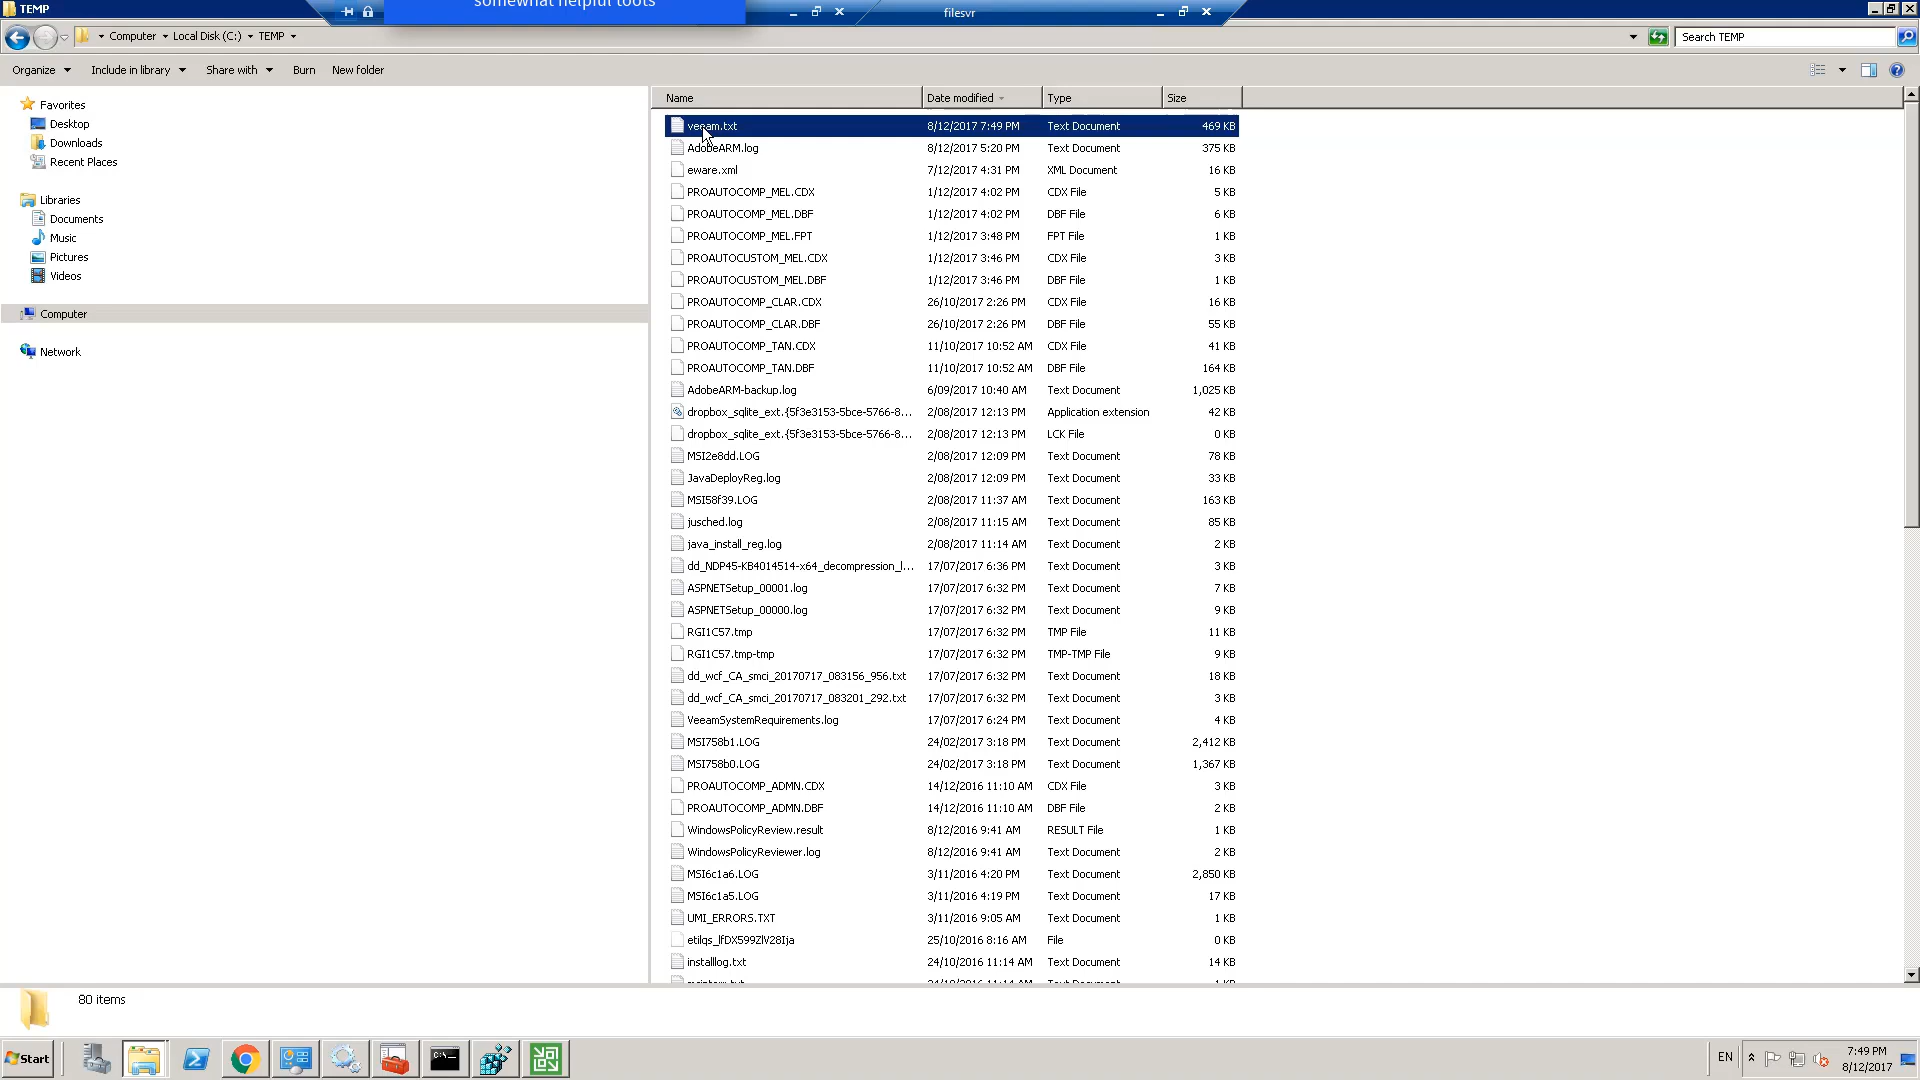 TEMP
somewhat helpful tools
filesvr
Computer
Local Disk (C:)
TEMP
Search TEMP
Organize
Include in library
Share with
Burn
New folder
Favorites
Desktop
Downloads
Recent Places
Libraries
Documents
Music
Pictures
Videos
Computer
Network
Name Date modified Type Size
veeam.txt 8/12/2017 7:49 PM Text Document 469 KB
AdobeARM.log 8/12/2017 5:20 PM Text Document 375 KB
eware.xml 7/12/2017 4:31 PM XML Document 16 KB
PROAUTOCOMP_MEL.CDX 1/12/2017 4:02 PM CDX File 5 KB
PROAUTOCOMP_MEL.DBF 1/12/2017 4:02 PM DBF File 6 KB
PROAUTOCOMP_MEL.FPT 1/12/2017 3:48 PM FPT File 1 KB
PROAUTOCUSTOM_MEL.CDX 1/12/2017 3:46 PM CDX File 3 KB
PROAUTOCUSTOM_MEL.DBF 1/12/2017 3:46 PM DBF File 1 KB
PROAUTOCOMP_CLAR.CDX 26/10/2017 2:26 PM CDX File 16 KB
PROAUTOCOMP_CLAR.DBF 26/10/2017 2:26 PM DBF File 55 KB
PROAUTOCOMP_TAN.CDX 11/10/2017 10:52 AM CDX File 41 KB
PROAUTOCOMP_TAN.DBF 11/10/2017 10:52 AM DBF File 164 KB
AdobeARM-backup.log 6/09/2017 10:40 AM Text Document 1,025 KB
dropbox_sqlite_ext.{5f3e3153-5bce-5766-8... 2/08/2017 12:13 PM Application extension 42 KB
dropbox_sqlite_ext.{5f3e3153-5bce-5766-8... 2/08/2017 12:13 PM LCK File 0 KB
MSI2e8dd.LOG 2/08/2017 12:09 PM Text Document 78 KB
JavaDeployReg.log 2/08/2017 12:09 PM Text Document 33 KB
MSI58f39.LOG 2/08/2017 11:37 AM Text Document 163 KB
jusched.log 2/08/2017 11:15 AM Text Document 85 KB
java_install_reg.log 2/08/2017 11:14 AM Text Document 2 KB
dd_NDP45-KB4014514-x64_decompression_l... 17/07/2017 6:36 PM Text Document 3 KB
ASPNETSetup_00001.log 17/07/2017 6:32 PM Text Document 7 KB
ASPNETSetup_00000.log 17/07/2017 6:32 PM Text Document 9 KB
RGI1C57.tmp 17/07/2017 6:32 PM TMP File 11 KB
RGI1C57.tmp-tmp 17/07/2017 6:32 PM TMP-TMP File 9 KB
dd_wcf_CA_smci_20170717_083156_956.txt 17/07/2017 6:32 PM Text Document 18 KB
dd_wcf_CA_smci_20170717_083201_292.txt 17/07/2017 6:32 PM Text Document 3 KB
VeeamSystemRequirements.log 17/07/2017 6:24 PM Text Document 4 KB
MSI758b1.LOG 24/02/2017 3:18 PM Text Document 2,412 KB
MSI758b0.LOG 24/02/2017 3:18 PM Text Document 1,367 KB
PROAUTOCOMP_ADMN.CDX 14/12/2016 11:10 AM CDX File 3 KB
PROAUTOCOMP_ADMN.DBF 14/12/2016 11:10 AM DBF File 2 KB
WindowsPolicyReview.result 8/12/2016 9:41 AM RESULT File 1 KB
WindowsPolicyReviewer.log 8/12/2016 9:41 AM Text Document 2 KB
MSI6c1a6.LOG 3/11/2016 4:20 PM Text Document 2,850 KB
MSI6c1a5.LOG 3/11/2016 4:19 PM Text Document 17 KB
UMI_ERRORS.TXT 3/11/2016 9:05 AM Text Document 1 KB
etilqs_lfDX599ZlV28Ija 25/10/2016 8:16 AM File 0 KB
installlog.txt 24/10/2016 11:14 AM Text Document 14 KB
80 items
Start
EN
7:49 PM
8/12/2017